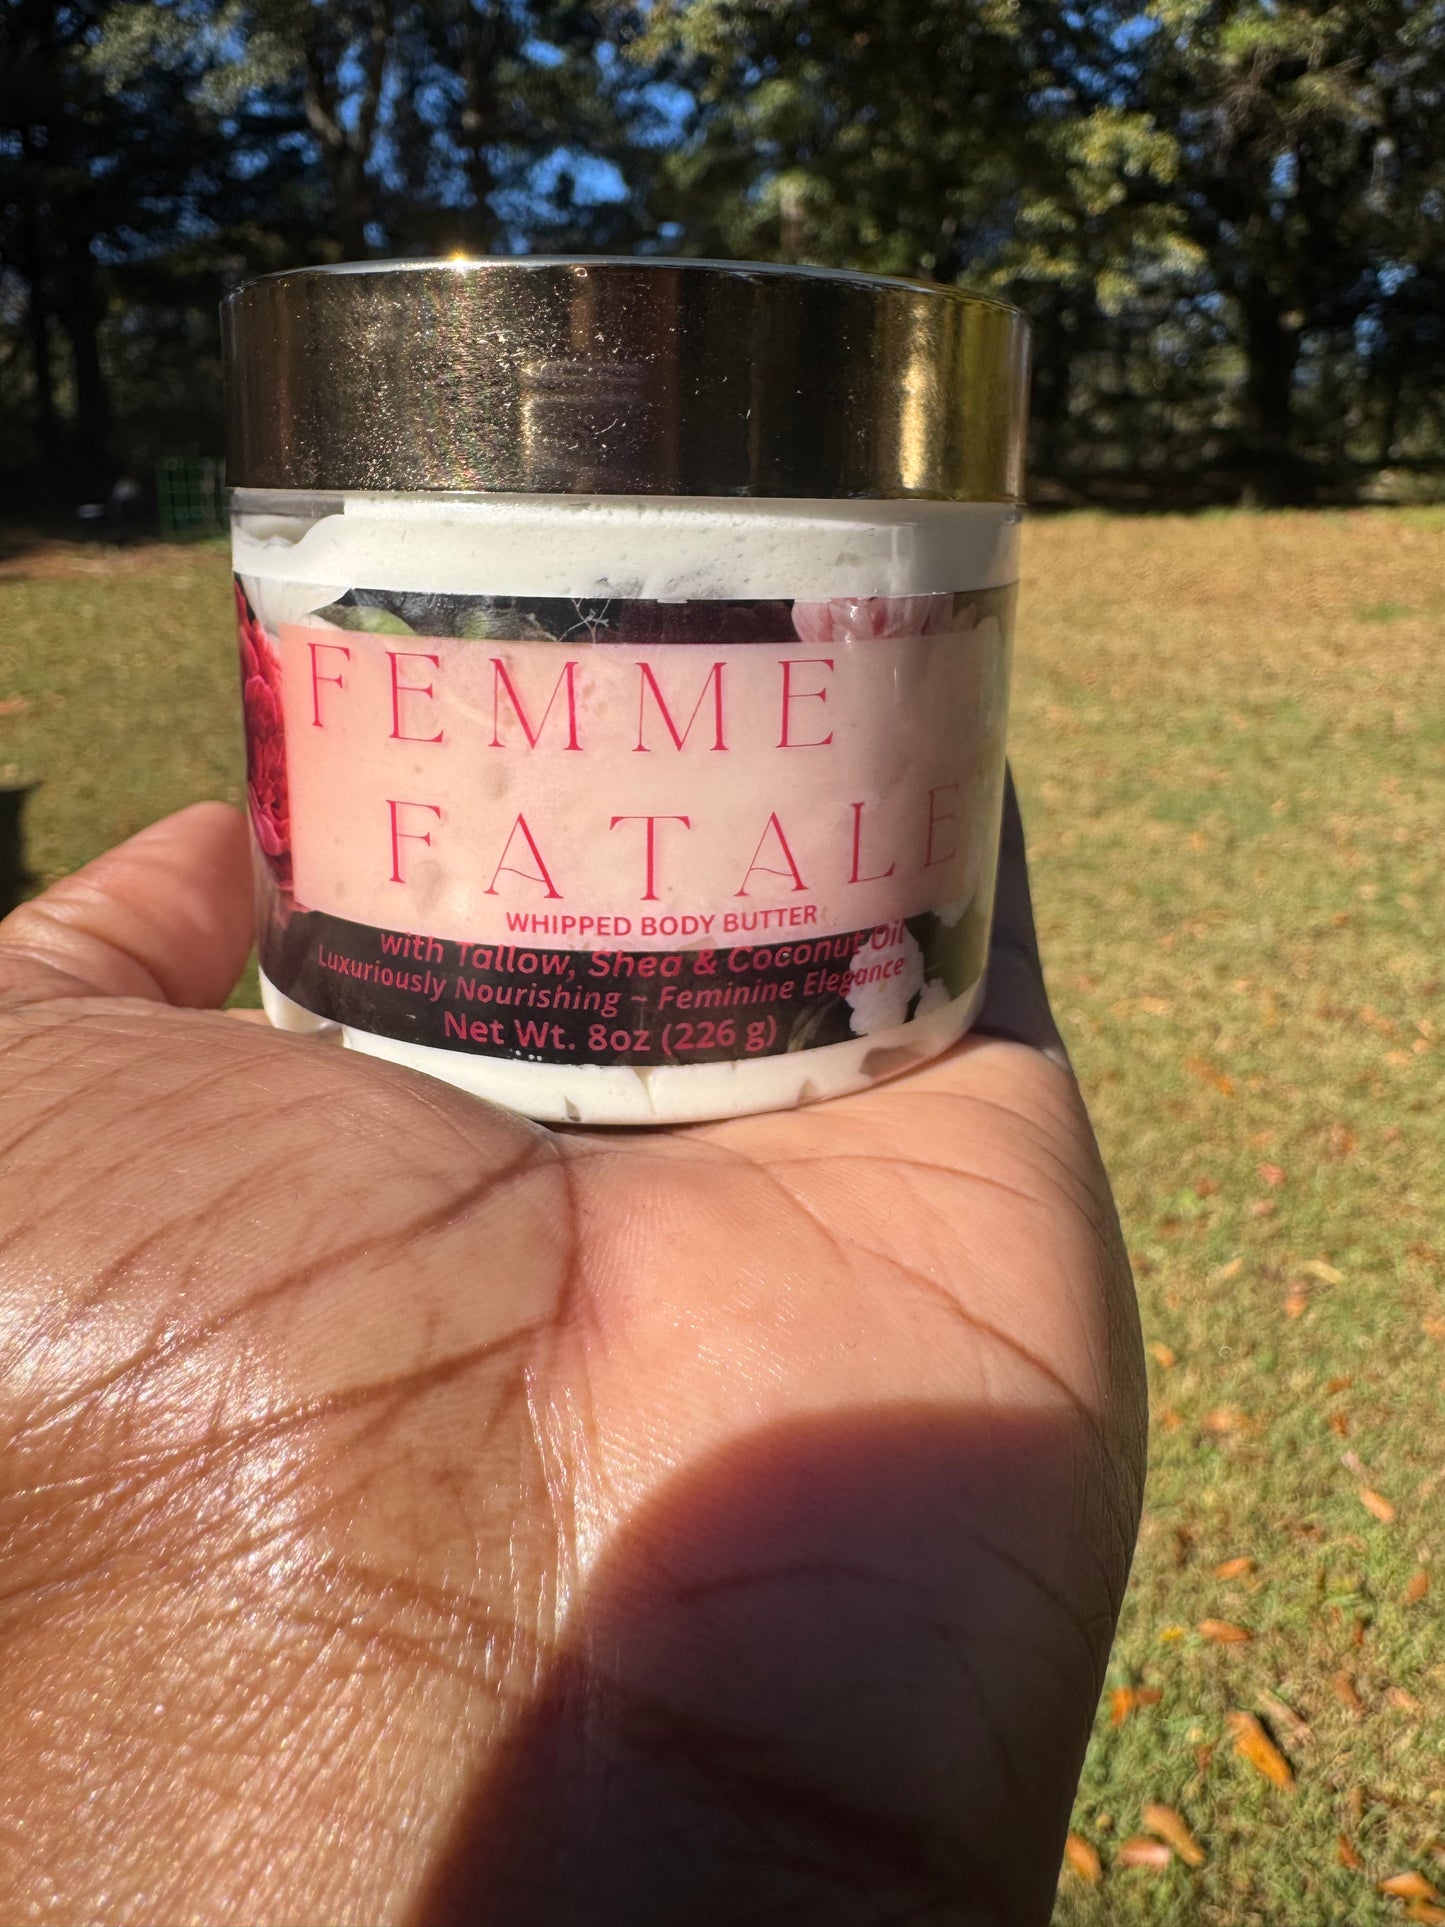 FEMME
FATALE
WHIPPED BODY BUTTER
with Tallow, Shea & Coconut Oil
Luxuriously Nourishing ~ Feminine Elegance
Net Wt. 8oz (226 g)